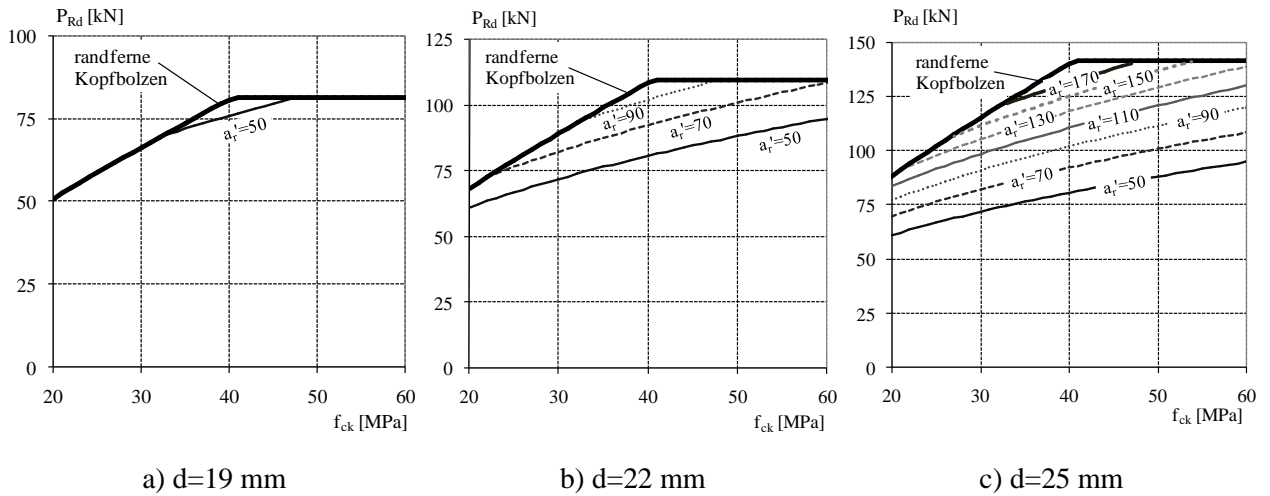 P_Rd [kN]
100
75
50
25
0
20 30 40 50 60
f_ck [MPa]
randferne
Kopfbolzen
a_r'=50
a) d=19 mm
P_Rd [kN]
125
100
75
50
25
0
20 30 40 50 60
f_ck [MPa]
randferne
Kopfbolzen
a_r'=90
a_r'=70
a_r'=50
b) d=22 mm
P_Rd [kN]
150
125
100
75
50
25
0
20 30 40 50 60
f_ck [MPa]
randferne
Kopfbolzen
a_r'=170
a_r'=150
a_r'=130
a_r'=110
a_r'=90
a_r'=70
a_r'=50
c) d=25 mm